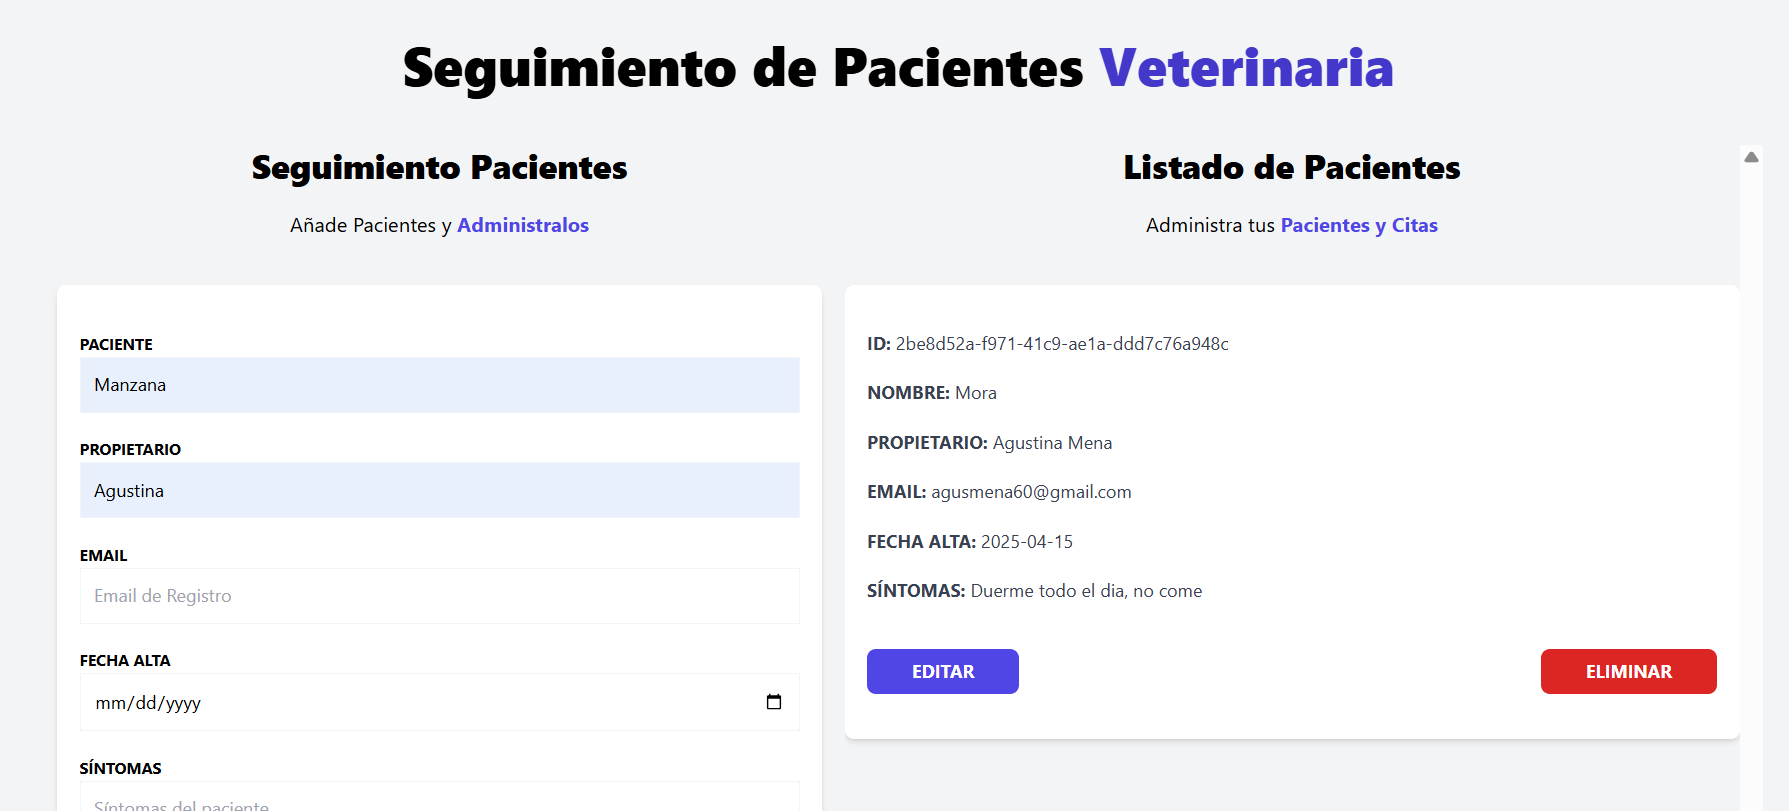 Seguimiento de Pacientes Veterinaria
Seguimiento Pacientes
Añade Pacientes y Administralos
PACIENTE
Manzana
PROPIETARIO
Agustina
EMAIL
Email de Registro
FECHA ALTA
mm/dd/yyyy
SÍNTOMAS
Síntomas del paciente
Listado de Pacientes
Administra tus Pacientes y Citas
ID: 2be8d52a-f971-41c9-ae1a-ddd7c76a948c
NOMBRE: Mora
PROPIETARIO: Agustina Mena
EMAIL: agusmena60@gmail.com
FECHA ALTA: 2025-04-15
SÍNTOMAS: Duerme todo el dia, no come
EDITAR
ELIMINAR